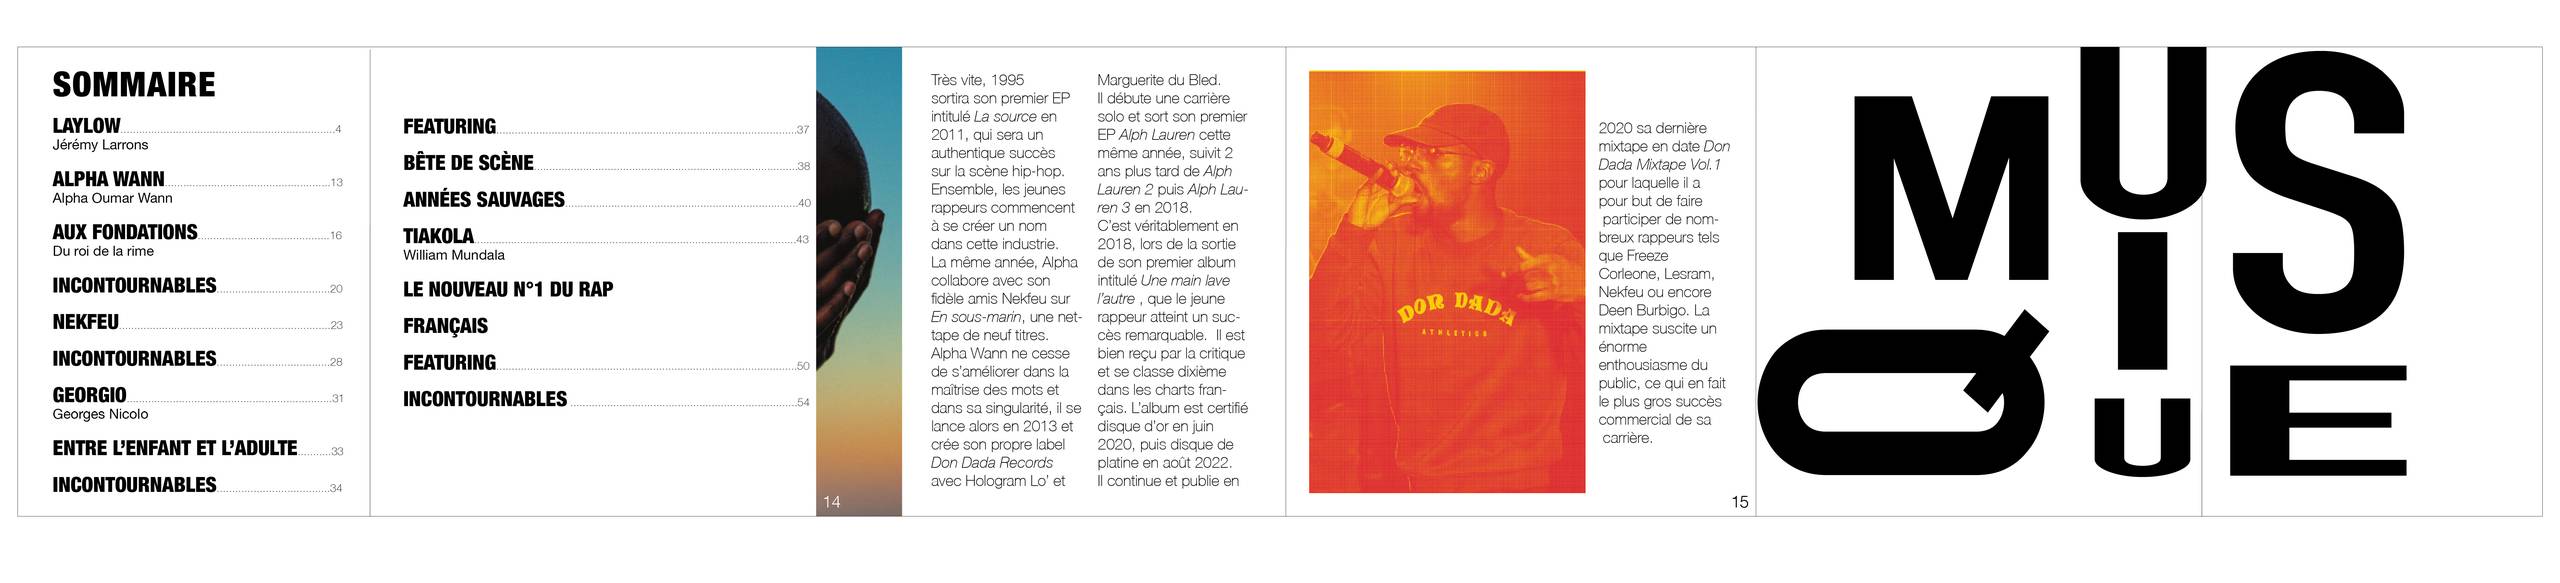 SOMMAIRE
LAYLOW 4
Jérémy Larrons
ALPHA WANN 13
Alpha Oumar Wann
AUX FONDATIONS 16
Du roi de la rime
INCONTOURNABLES 20
NEKFEU 23
INCONTOURNABLES 28
GEORGIO 31
Georges Nicolo
ENTRE L’ENFANT ET L’ADULTE 33
INCONTOURNABLES 34
FEATURING 37
BÊTE DE SCÈNE 38
ANNÉES SAUVAGES 40
TIAKOLA 43
William Mundala
LE NOUVEAU N°1 DU RAP
FRANÇAIS
FEATURING 50
INCONTOURNABLES 54
14
Très vite, 1995
sortira son premier EP
intitulé La source en
2011, qui sera un
authentique succès
sur la scène hip-hop.
Ensemble, les jeunes
rappeurs commencent
à se créer un nom
dans cette industrie.
La même année, Alpha
collabore avec son
fidèle amis Nekfeu sur
En sous-marin, une net-
tape de neuf titres.
Alpha Wann ne cesse
de s’améliorer dans la
maîtrise des mots et
dans sa singularité, il se
lance alors en 2013 et
crée son propre label
Don Dada Records
avec Hologram Lo’ et
Marguerite du Bled.
Il débute une carrière
solo et sort son premier
EP Alph Lauren cette
même année, suivit 2
ans plus tard de Alph
Lauren 2 puis Alph Lau-
ren 3 en 2018.
C’est véritablement en
2018, lors de la sortie
de son premier album
intitulé Une main lave
l’autre , que le jeune
rappeur atteint un suc-
cès remarquable. Il est
bien reçu par la critique
et se classe dixième
dans les charts fran-
çais. L’album est certifié
disque d’or en juin
2020, puis disque de
platine en août 2022.
Il continue et publie en
DON DADA
ATHLETICS
2020 sa dernière
mixtape en date Don
Dada Mixtape Vol.1
pour laquelle il a
pour but de faire
participer de nom-
breux rappeurs tels
que Freeze
Corleone, Lesram,
Nekfeu ou encore
Deen Burbigo. La
mixtape suscite un
énorme
enthousiasme du
public, ce qui en fait
le plus gros succès
commercial de sa
carrière.
15
MUS
I
QUE